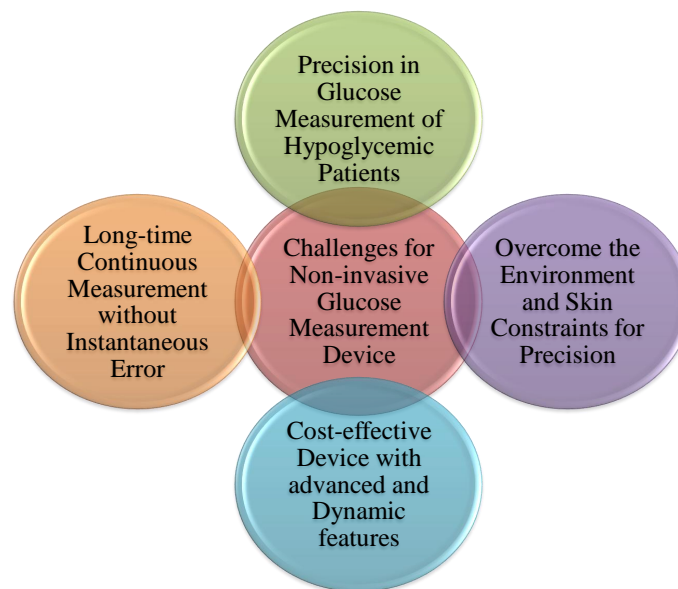 Precision in
Glucose
Measurement of
Hypoglycemic
Patients
Long-time
Continuous
Measurement
without
Instantaneous
Error
Challenges for
Non-invasive
Glucose
Measurement
Device
Overcome the
Environment
and Skin
Constraints for
Precision
Cost-effective
Device with
advanced and
Dynamic
features